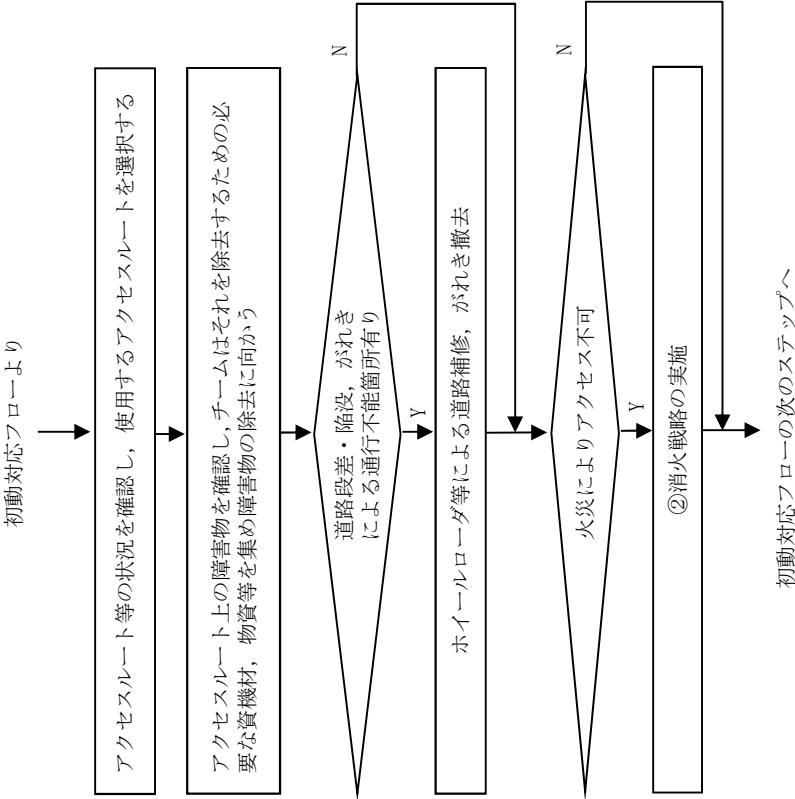 初動対応フローより
アクセスルート等の状況を確認し，使用するアクセスルートを選択する
アクセスルート上の障害物を確認し，チームはそれを除去するための必
要な資機材，物資等を集め障害物の除去に向かう
道路段差・陥没，がれき
による通行不能箇所有り
N
Y
ホイールローダ等による道路補修，がれき撤去
火災によりアクセス不可
N
Y
②消火戦略の実施
初動対応フローの次のステップへ